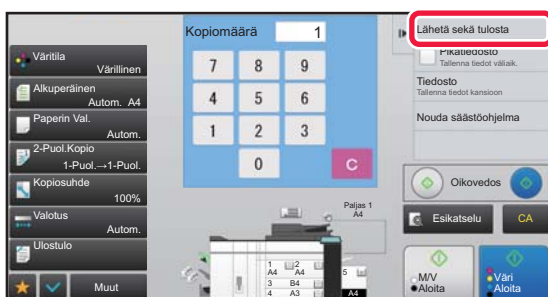 Väritila
Värillinen
Alkuperäinen
Autom. A4
Paperin Val.
Autom.
2-Puol.Kopio
1-Puol.→1-Puol.
Kopiosuhde
100%
Valotus
Autom.
Ulostulo
Muut
Kopiomäärä 1
7 8 9
4 5 6
1 2 3
0 C
Paljas 1
A4
1 2
A4 A4
5
3 B4
4 A3
A4
Lähetä sekä tulosta
Pikatiedosto
Tallenna tiedot väliaik.
Tiedosto
Tallenna tiedot kansioon
Nouda säästöohjelma
Oikovedos
Esikatselu
CA
M/V
Aloita
Väri
Aloita